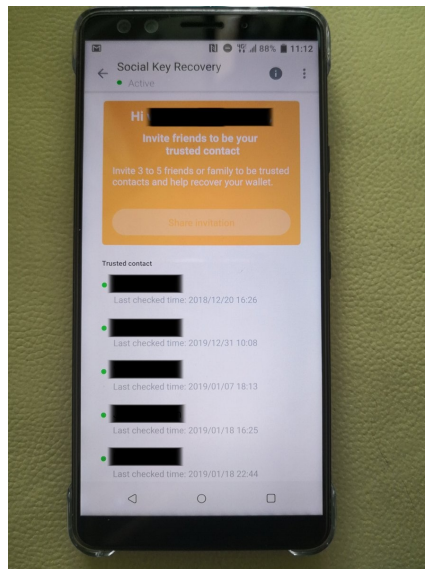 88% 11:12
Social Key Recovery
Active
Hi
Invite friends to be your
trusted contact
Invite 3 to 5 friends or family to be trusted
contacts and help recover your wallet.
Share invitation
Trusted contact
Last checked time: 2018/12/20 16:26
Last checked time: 2019/12/31 10:08
Last checked time: 2019/01/07 18:13
Last checked time: 2019/01/18 16:25
Last checked time: 2019/01/18 22:44